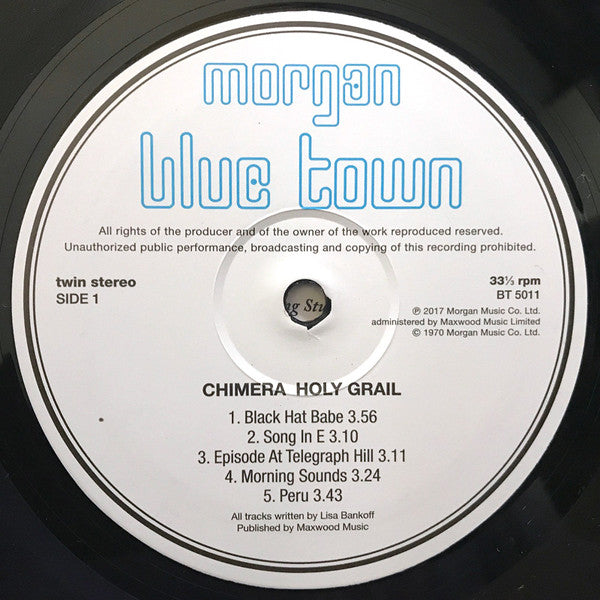 morgan
blue town
All rights of the producer and of the owner of the work reproduced reserved.
Unauthorized public performance, broadcasting and copying of this recording prohibited.
twin stereo
SIDE 1
33⅓ rpm
BT 5011
℗ 2017 Morgan Music Co. Ltd.
administered by Maxwood Music Limited
© 1970 Morgan Music Co. Ltd.
CHIMERA HOLY GRAIL
1. Black Hat Babe 3.56
2. Song In E 3.10
3. Episode At Telegraph Hill 3.11
4. Morning Sounds 3.24
5. Peru 3.43
All tracks written by Lisa Bankoff
Published by Maxwood Music